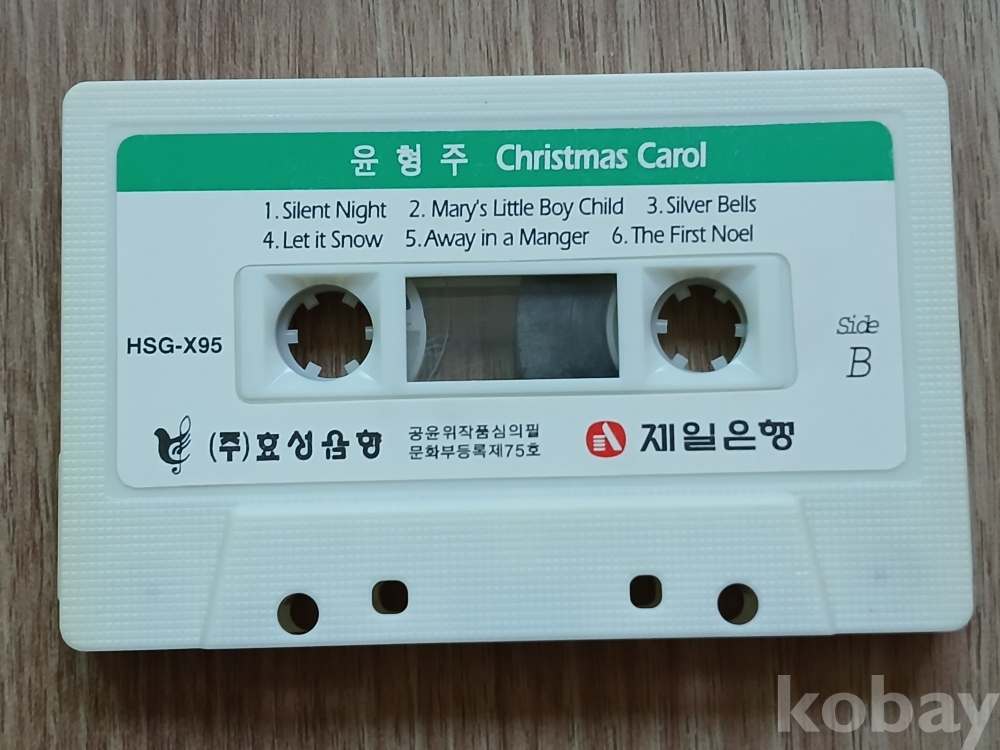 윤형주 Christmas Carol
1. Silent Night 2. Mary's Little Boy Child 3. Silver Bells
4. Let it Snow 5. Away in a Manger 6. The First Noel
HSG-X95
Side
B
(주)효성음향
공윤위작품심의필
문화부등록제75호
제일은행
kobay